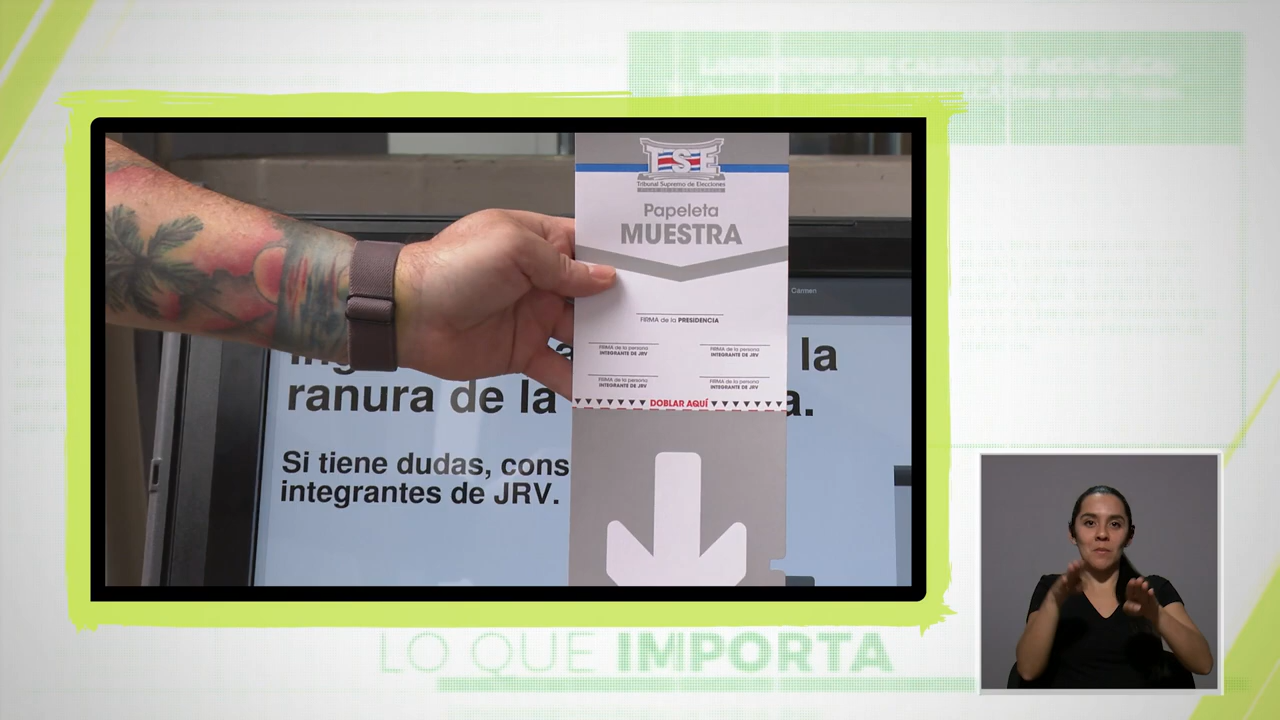 TSE
Tribunal Supremo de Elecciones
Papeleta
MUESTRA
Carmen
FIRMA de la PRESIDENCIA
FIRMA de la persona
INTEGRANTE DE JRV
FIRMA de la persona
INTEGRANTE DE JRV
FIRMA de la persona
INTEGRANTE DE JRV
FIRMA de la persona
INTEGRANTE DE JRV
DOBLAR AQUÍ
la
ranura de la
a.
Si tiene dudas, cons
integrantes de JRV.
LO QUE IMPORTA